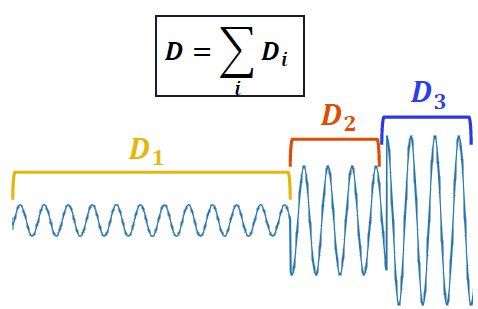 D = ∑ᵢ Dᵢ
D₃
D₂
D₁